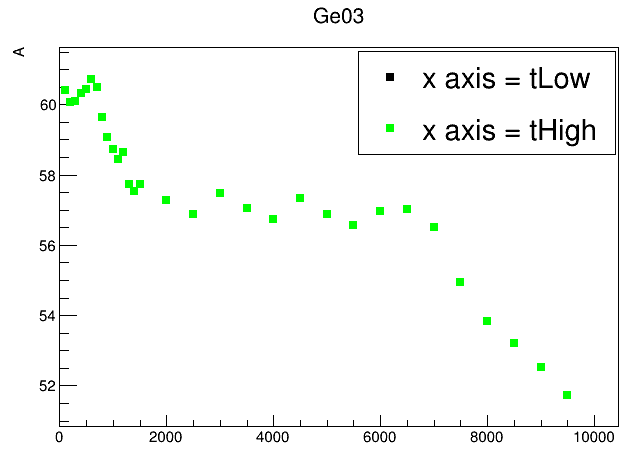 Ge03
A
x axis = tLow
x axis = tHigh
60
58
56
54
52
0 2000 4000 6000 8000 10000